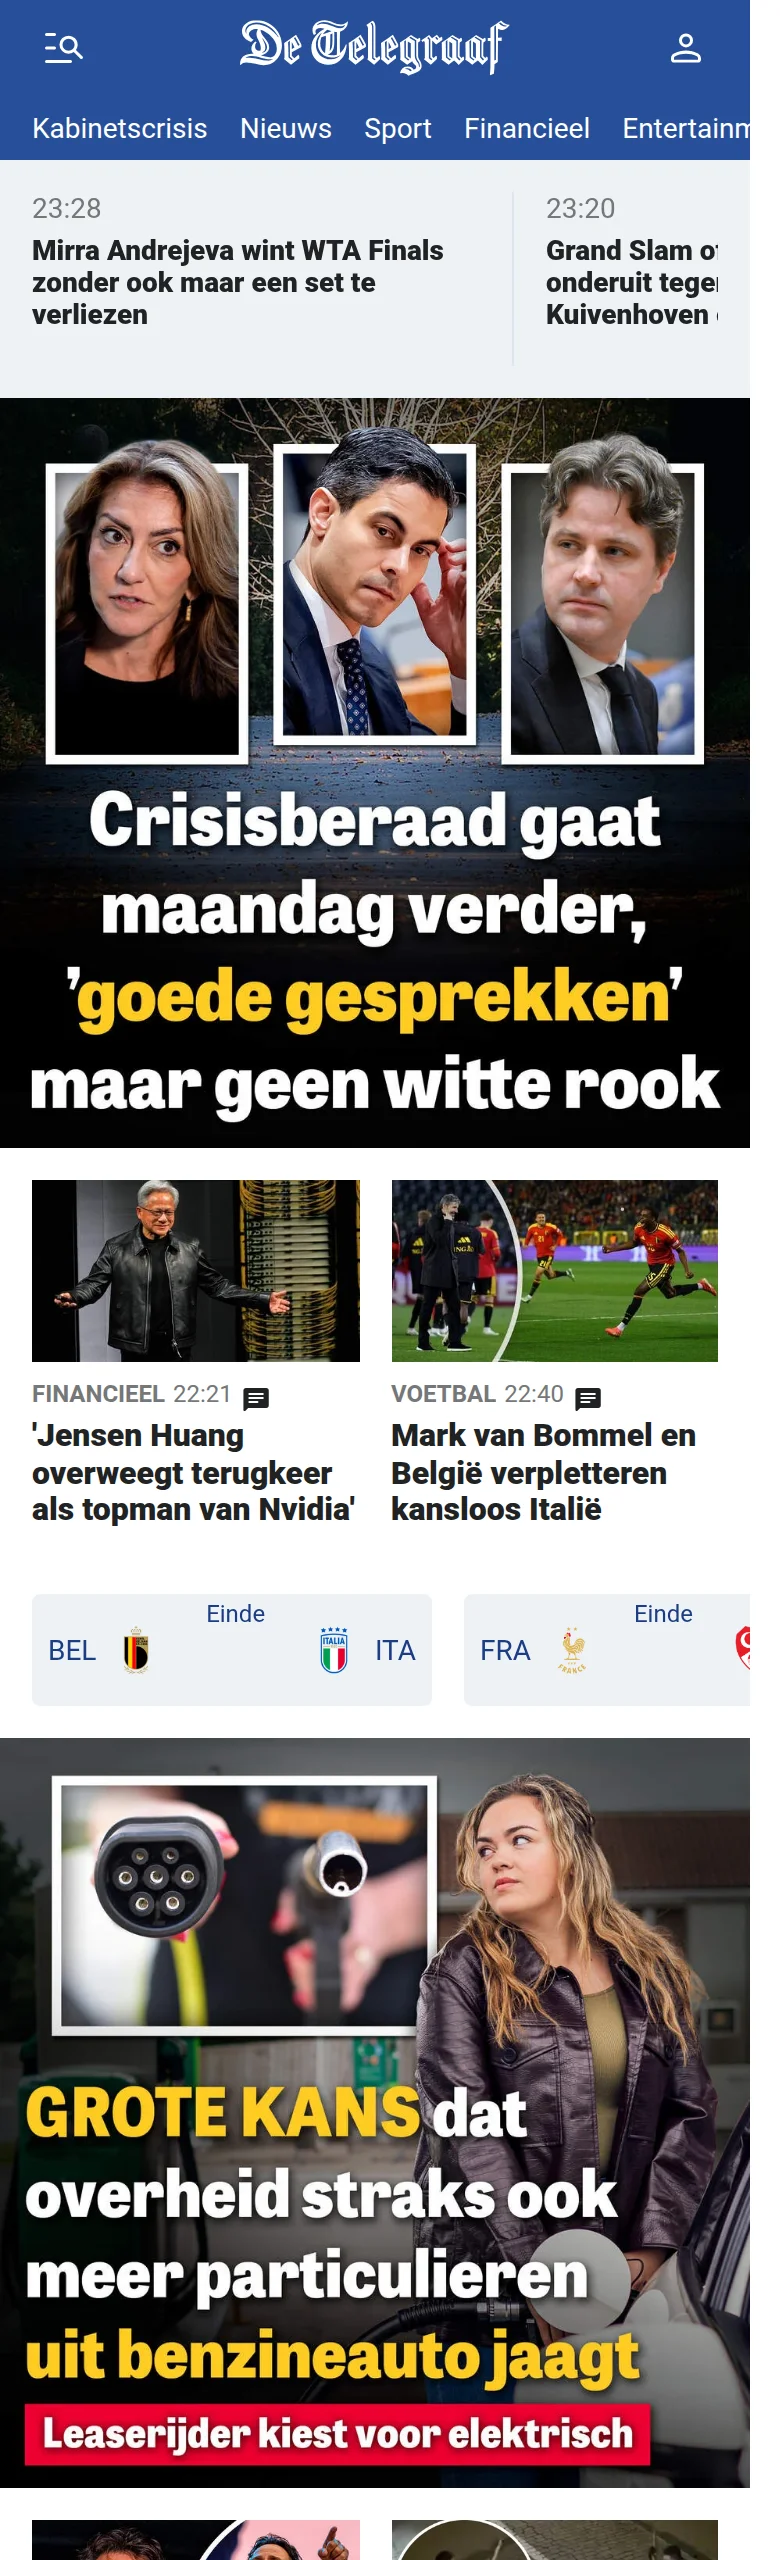 De Telegraaf
Kabinetscrisis Nieuws Sport Financieel
23:28
Mirra Andrejeva wint WTA Finals
zonder ook maar een set te
verliezen
23:20
Grand Slam
onderuit
Kuivenhoven
Crisisberaad gaat
maandag verder,
’goede gesprekken’
maar geen witte rook
FINANCIEEL 22:21
'Jensen Huang
overweegt terugkeer
als topman van Nvidia'
VOETBAL 22:40
Mark van Bommel en
België verpletteren
kansloos Italië
Einde
BEL ITALIA ITA
Einde
FRA FRANCE
GROTE KANS dat
overheid straks ook
meer particulieren
uit benzineauto jaagt
Leaserijder kiest voor elektrisch